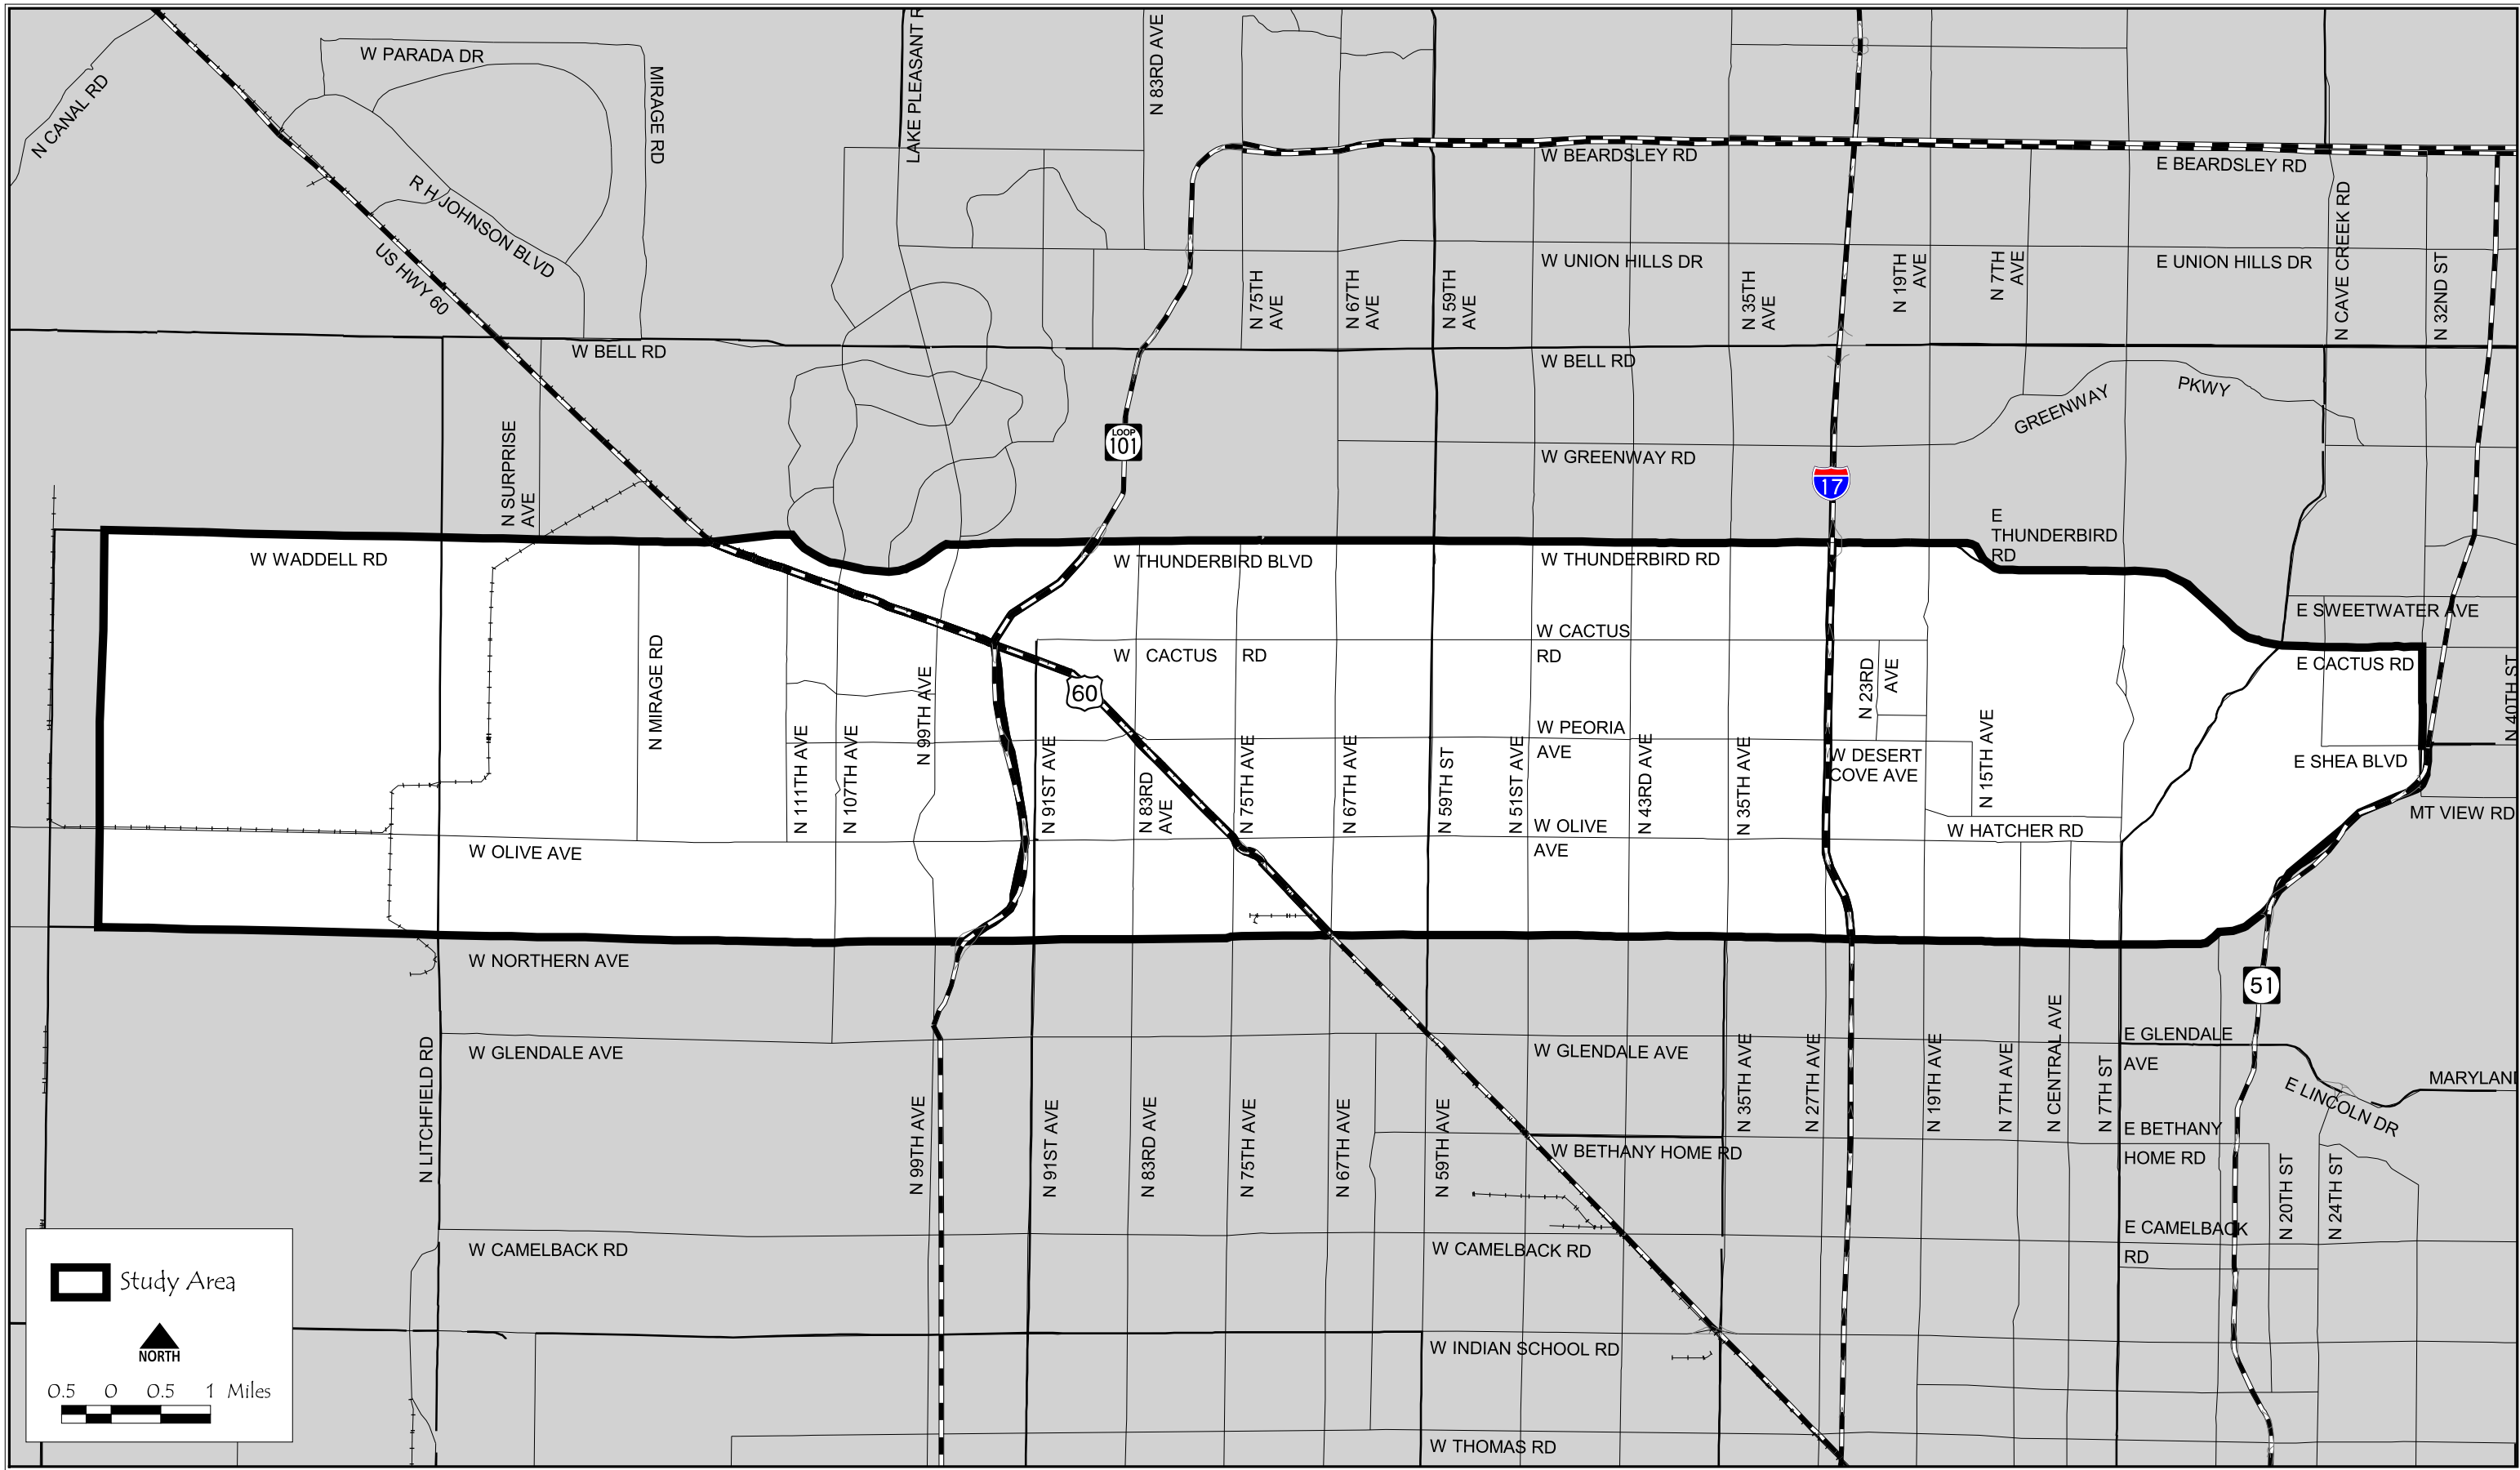 W PARADA DR
N CANAL RD
MIRAGE RD
LAKE PLEASANT R
N 83RD AVE
R H JOHNSON BLVD
US HWY 60
W BEARDSLEY RD
E BEARDSLEY RD
W UNION HILLS DR
E UNION HILLS DR
N 75TH
AVE
N 67TH
AVE
N 59TH
AVE
N 35TH
AVE
N 19TH
AVE
N 7TH
AVE
N CAVE CREEK RD
N 32ND ST
W BELL RD
W BELL RD
GREENWAY
PKWY
LOOP
101
W GREENWAY RD
17
N SURPRISE
AVE
W WADDELL RD
W THUNDERBIRD BLVD
W THUNDERBIRD RD
E
THUNDERBIRD
RD
E SWEETWATER AVE
W CACTUS
RD
W CACTUS RD
E CACTUS RD
N MIRAGE RD
N 99TH AVE
60
N 23RD
AVE
N 40TH ST
W PEORIA
AVE
W DESERT
COVE AVE
N 15TH AVE
E SHEA BLVD
N 111TH AVE
N 107TH AVE
N 91ST AVE
N 83RD
AVE
N 75TH AVE
N 67TH AVE
N 59TH ST
N 51ST AVE
N 43RD AVE
N 35TH AVE
MT VIEW RD
W OLIVE
AVE
W HATCHER RD
W OLIVE AVE
W NORTHERN AVE
51
W GLENDALE AVE
W GLENDALE AVE
E GLENDALE
AVE
N LITCHFIELD RD
N 99TH AVE
N 91ST AVE
N 83RD AVE
N 75TH AVE
N 67TH AVE
N 59TH AVE
N 35TH AVE
N 27TH AVE
N 19TH AVE
N 7TH AVE
N CENTRAL AVE
N 7TH ST
MARYLAN
E LINCOLN DR
W BETHANY HOME RD
E BETHANY
HOME RD
N 20TH ST
N 24TH ST
W CAMELBACK RD
W CAMELBACK RD
E CAMELBACK
RD
W INDIAN SCHOOL RD
W THOMAS RD
Study Area
NORTH
0.5 0 0.5 1 Miles